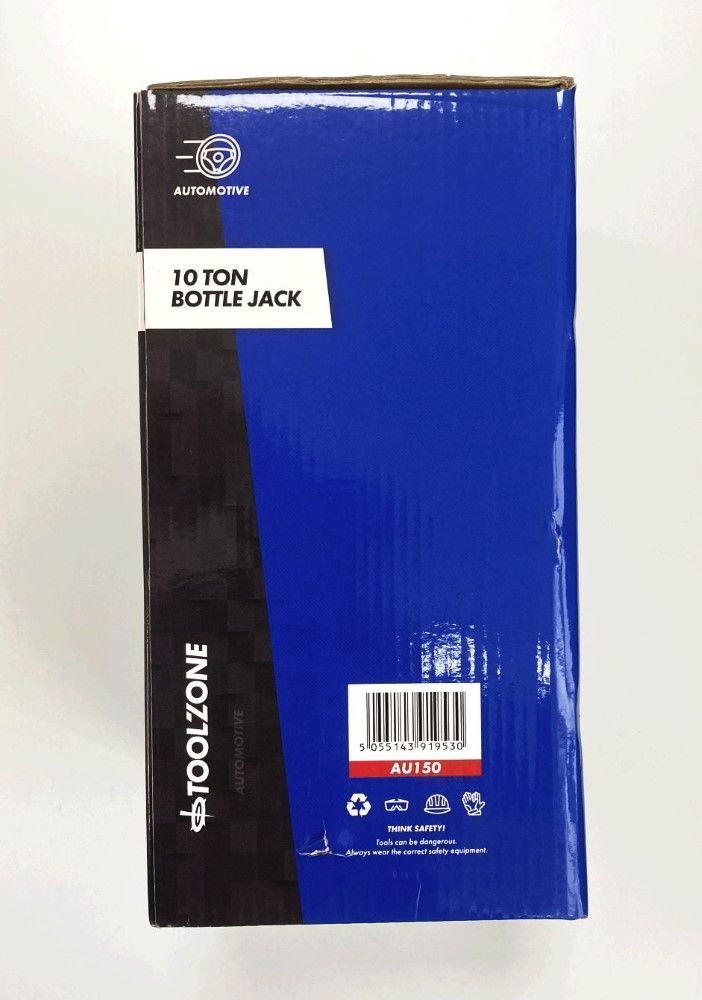 AUTOMOTIVE
10 TON
BOTTLE JACK
TOOLZONE
AUTOMOTIVE
5 055143 919530
AU150
THINK SAFETY!
Tools can be dangerous.
Always wear the correct safety equipment.